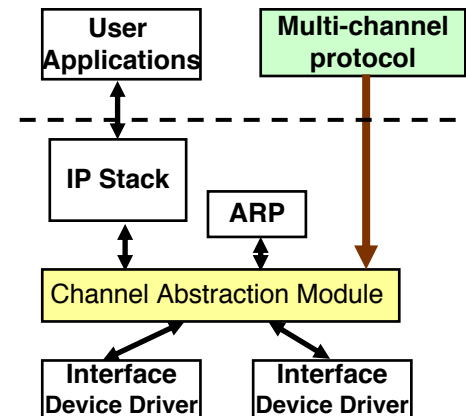 User
Applications
Multi-channel
protocol
IP Stack
ARP
Channel Abstraction Module
Interface
Device Driver
Interface
Device Driver